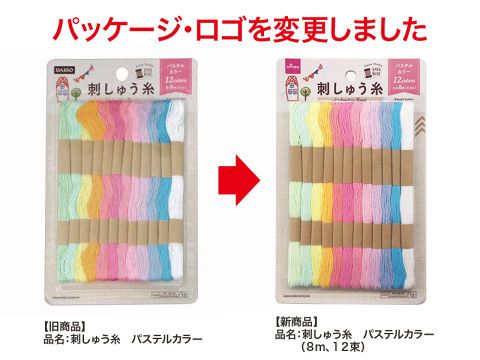 パッケージ・ロゴを変更しました
DAISO
パステル
カラー
12colors
刺しゅう糸
パステル
カラー
12colors
刺しゅう糸
【旧商品】
品名：刺しゅう糸　パステルカラー
【新商品】
品名：刺しゅう糸　パステルカラー
（８ｍ、１２束）